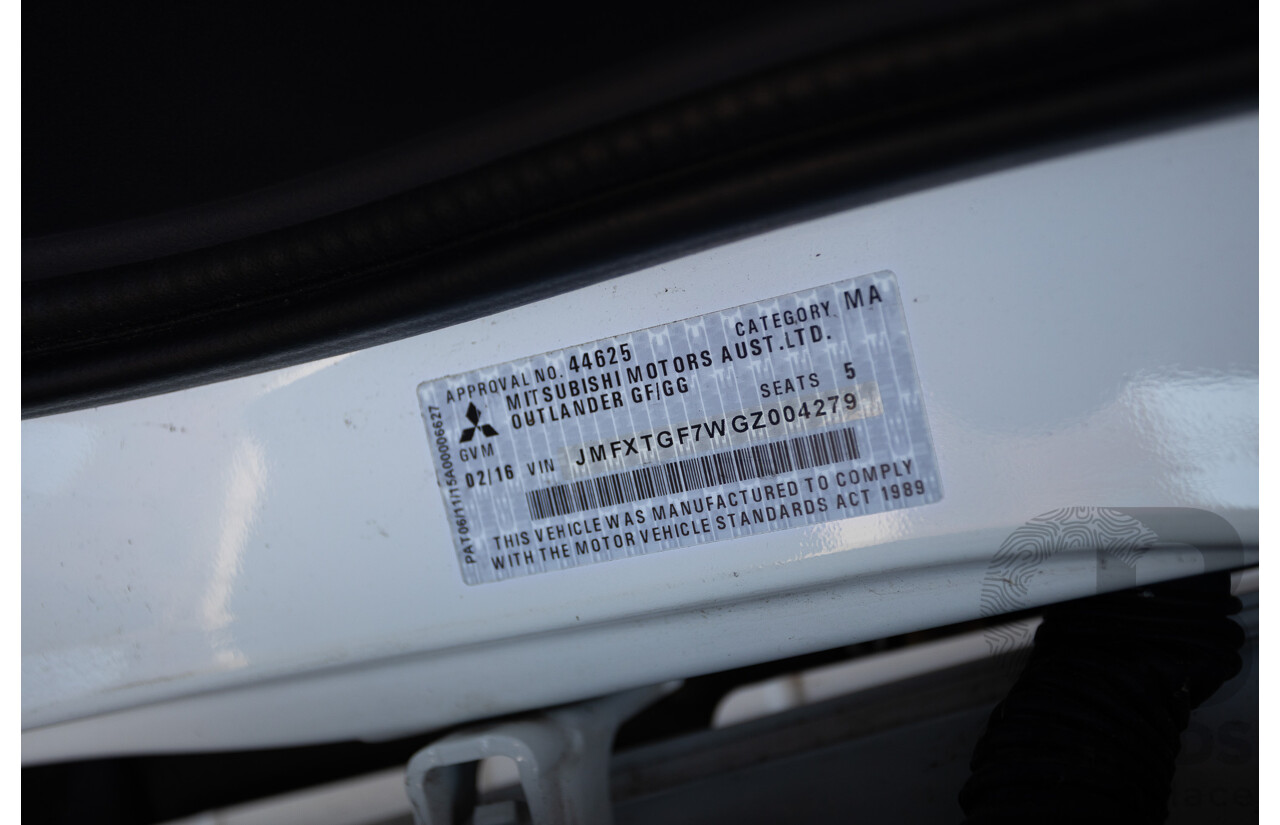 APPROVAL NO. 44625 CATEGORY MA
MITSUBISHI MOTORS AUST.LTD.
OUTLANDER GF/GG SEATS 5
GVM
02/16 VIN JMFXTGF7WGZ004279
THIS VEHICLE WAS MANUFACTURED TO COMPLY
WITH THE MOTOR VEHICLE STANDARDS ACT 1989
PAT06/11/15A00006627